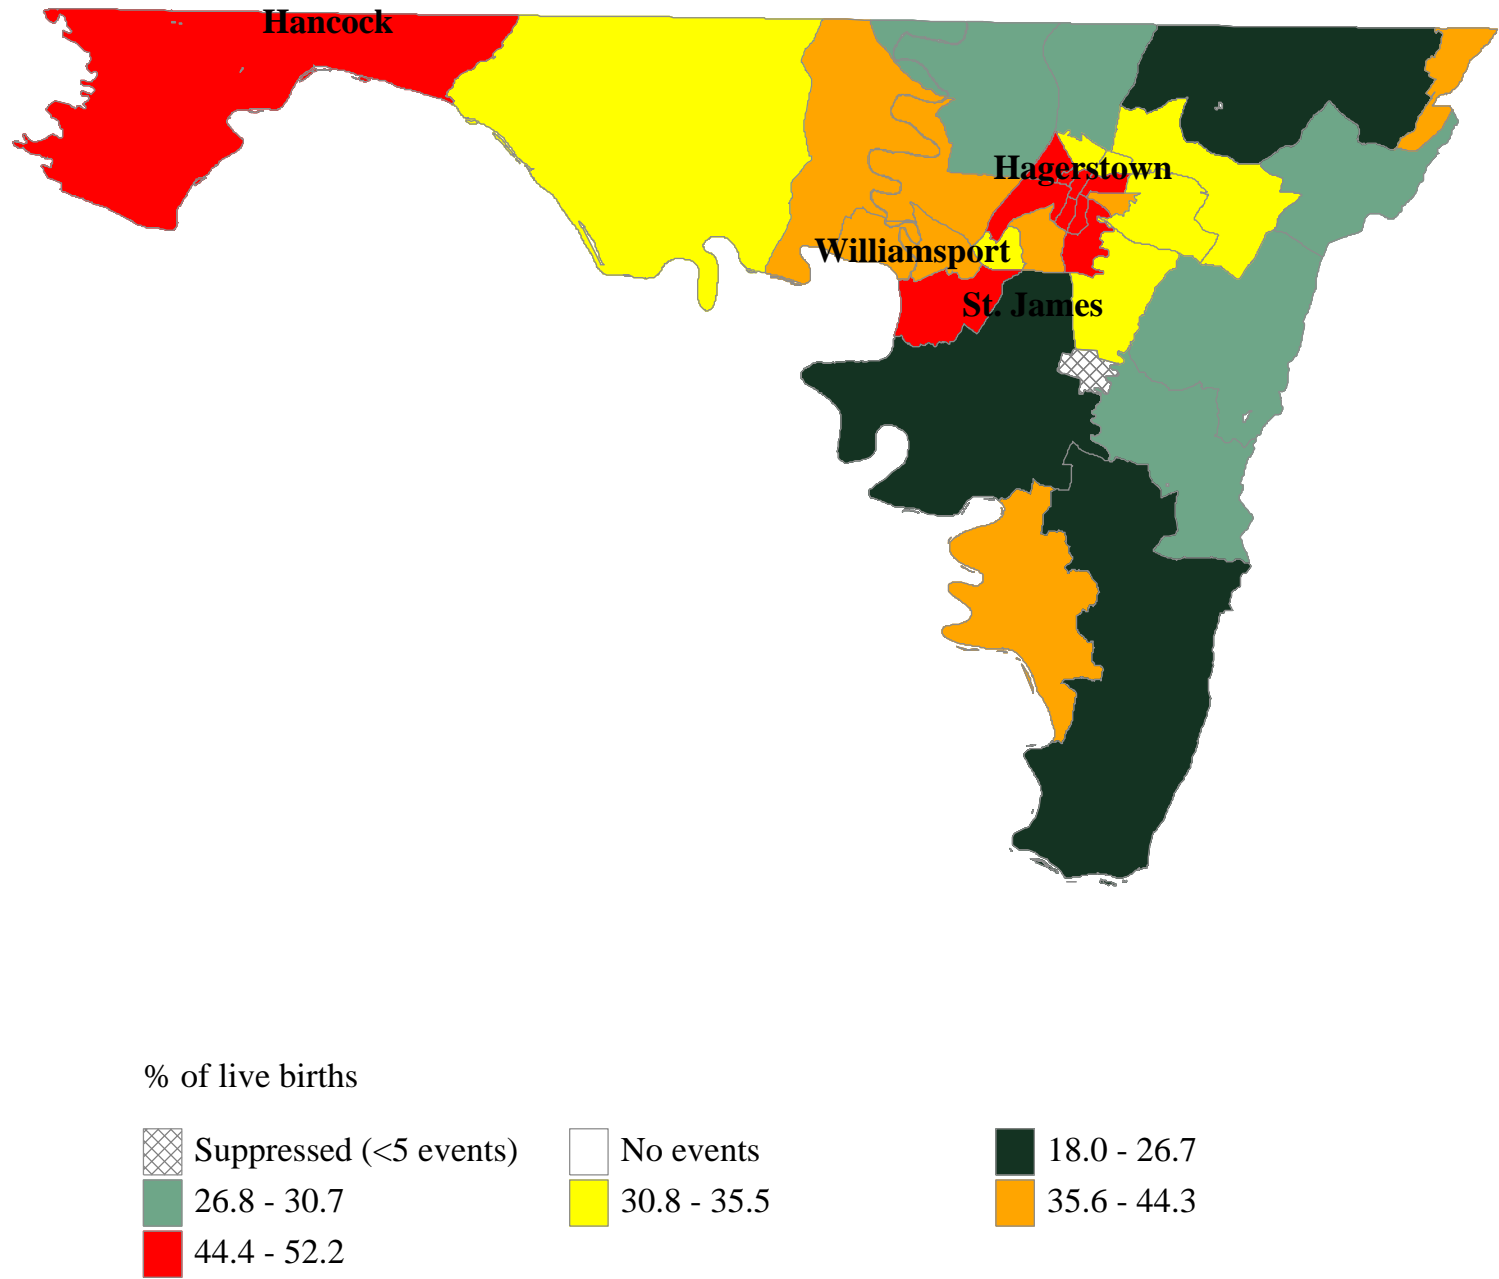 Hancock
Hagerstown
Williamsport
St. James
% of live births
Suppressed (<5 events)
No events
18.0 - 26.7
26.8 - 30.7
30.8 - 35.5
35.6 - 44.3
44.4 - 52.2